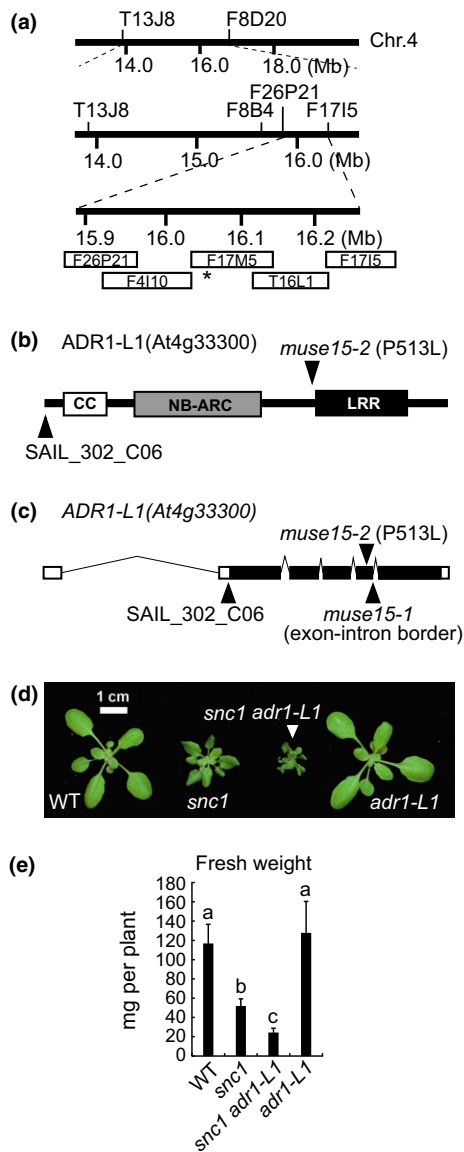 (a)
T13J8 F8D20
Chr.4
14.0 16.0 18.0 (Mb)
F26P21
T13J8 F8B4 F17I5
14.0 15.0 16.0 (Mb)
15.9 16.0 16.1 16.2 (Mb)
F26P21 F17M5 F17I5
F4I10 * T16L1
(b) ADR1-L1(At4g33300)
muse15-2 (P513L)
CC NB-ARC LRR
SAIL_302_C06
(c) ADR1-L1(At4g33300)
muse15-2 (P513L)
SAIL_302_C06 muse15-1
(exon-intron border)
(d)
1 cm
snc1 adr1-L1
WT snc1 adr1-L1
(e)
Fresh weight
mg per plant
180
160
140
120
100
80
60
40
20
0
a b c a
WT snc1 snc1 adr1-L1 adr1-L1